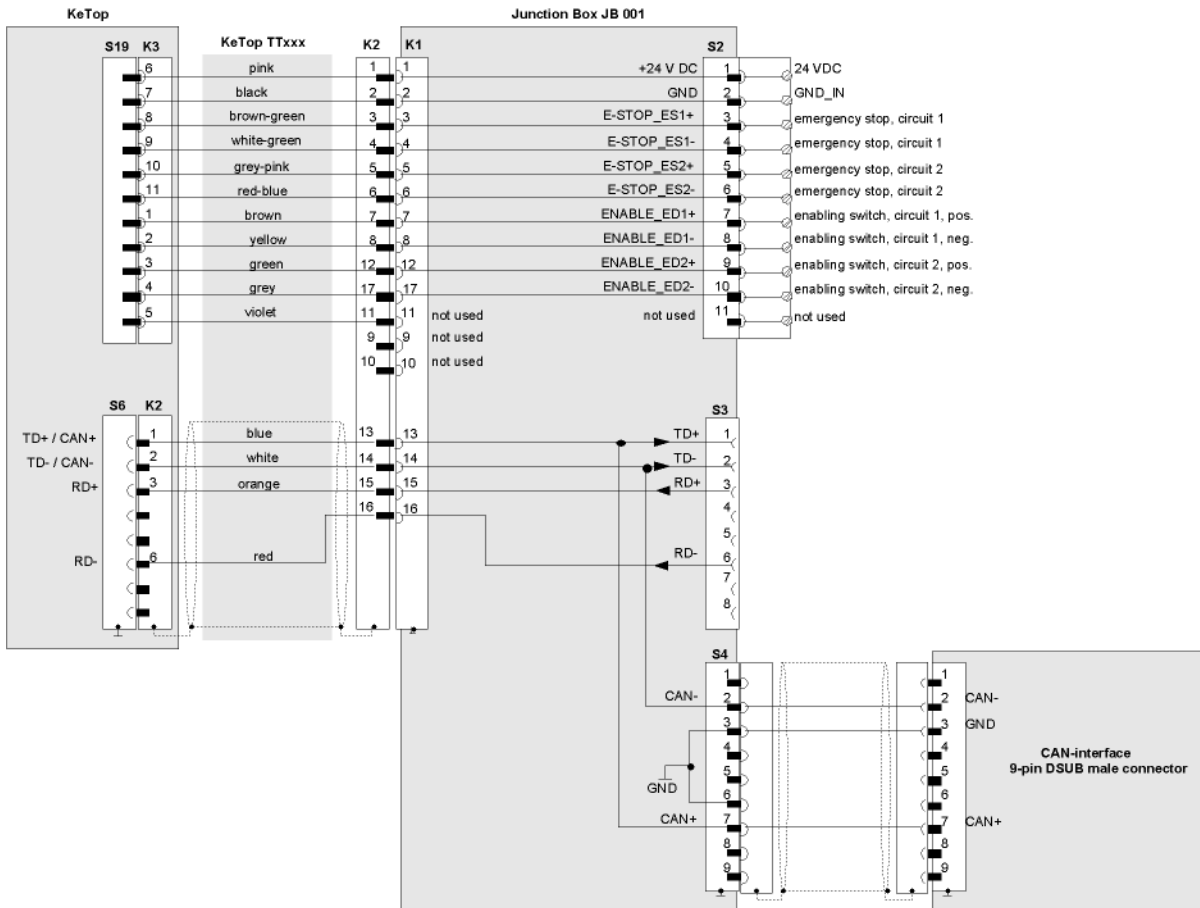 KeTop
Junction Box JB 001
S19 K3
KeTop TTxxx
K2 K1
S2
6 pink 1 1 +24 V DC 1 24 VDC
7 black 2 2 GND 2 GND_IN
8 brown-green 3 3 E-STOP_ES1+ 3 emergency stop, circuit 1
9 white-green 4 4 E-STOP_ES1- 4 emergency stop, circuit 1
10 grey-pink 5 5 E-STOP_ES2+ 5 emergency stop, circuit 2
11 red-blue 6 6 E-STOP_ES2- 6 emergency stop, circuit 2
1 brown 7 7 ENABLE_ED1+ 7 enabling switch, circuit 1, pos.
2 yellow 8 8 ENABLE_ED1- 8 enabling switch, circuit 1, neg.
3 green 12 12 ENABLE_ED2+ 9 enabling switch, circuit 2, pos.
4 grey 17 17 ENABLE_ED2- 10 enabling switch, circuit 2, neg.
5 violet 11 11 not used not used 11 not used
9 9 not used
10 10 not used
S6 K2
S3
TD+ / CAN+ 1 blue 13 13 TD+ 1
TD- / CAN- 2 white 14 14 TD- 2
RD+ 3 orange 15 15 RD+ 3
16 16 4
5
RD- 6 red RD- 6
7
8
S4
1 1
CAN- 2 2 CAN-
3 3 GND
4 4
5 5
GND
6 6
CAN+ 7 7 CAN+
8 8
9 9
CAN-interface
9-pin DSUB male connector